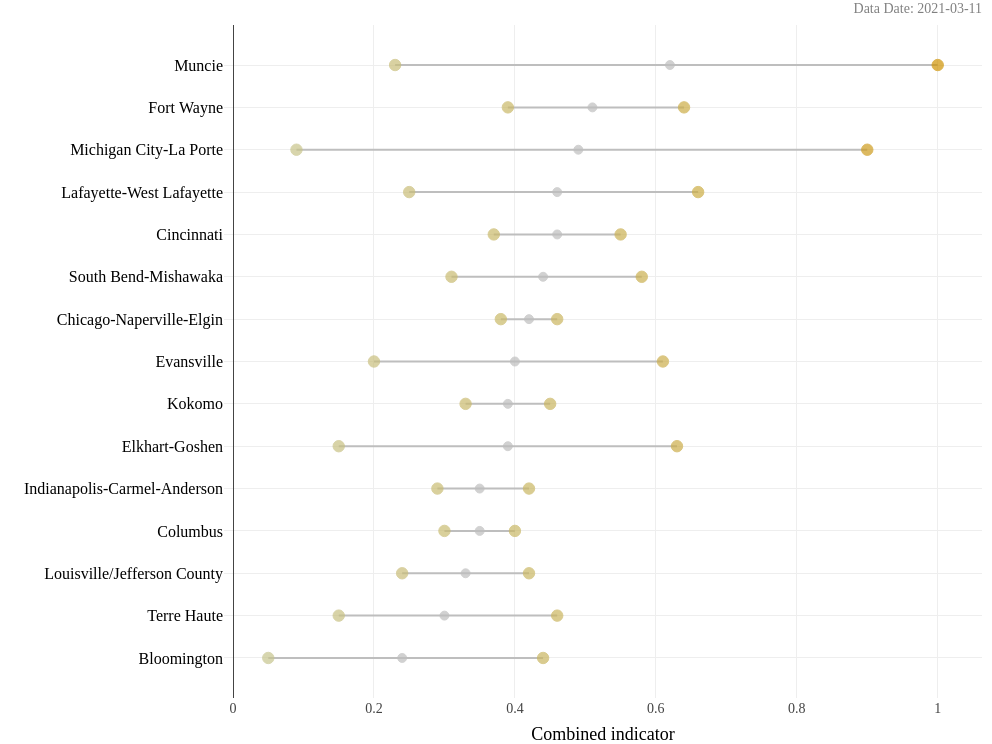 Data Date: 2021-03-11
Muncie
Fort Wayne
Michigan City-La Porte
Lafayette-West Lafayette
Cincinnati
South Bend-Mishawaka
Chicago-Naperville-Elgin
Evansville
Kokomo
Elkhart-Goshen
Indianapolis-Carmel-Anderson
Columbus
Louisville/Jefferson County
Terre Haute
Bloomington
0 0.2 0.4 0.6 0.8 1
Combined indicator